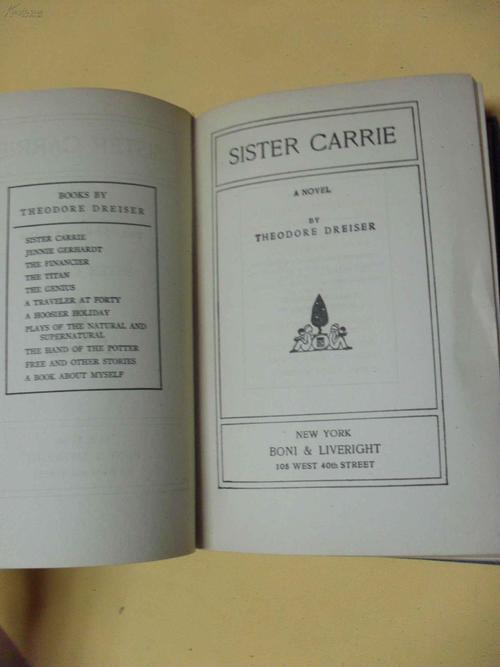 BOOKS BY
THEODORE DREISER
SISTER CARRIE
JENNIE GERHARDT
THE FINANCIER
THE TITAN
THE GENIUS
A TRAVELER AT FORTY
A HOOSIER HOLIDAY
PLAYS OF THE NATURAL AND
SUPERNATURAL
THE HAND OF THE POTTER
FREE AND OTHER STORIES
A BOOK ABOUT MYSELF
SISTER CARRIE
A NOVEL
BY
THEODORE DREISER
NEW YORK
BONI & LIVERIGHT
105 WEST 40th STREET